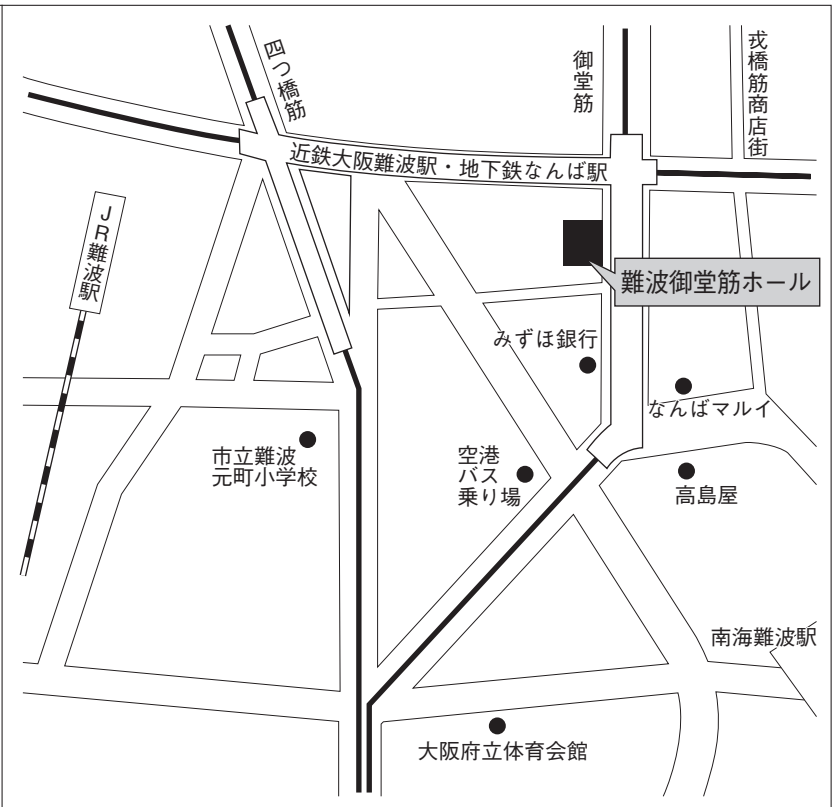 四つ橋筋
御堂筋
戎橋筋商店街
近鉄大阪難波駅・地下鉄なんば駅
JR難波駅
難波御堂筋ホール
みずほ銀行
なんばマルイ
市立難波
元町小学校
空港
バス
乗り場
高島屋
南海難波駅
大阪府立体育会館